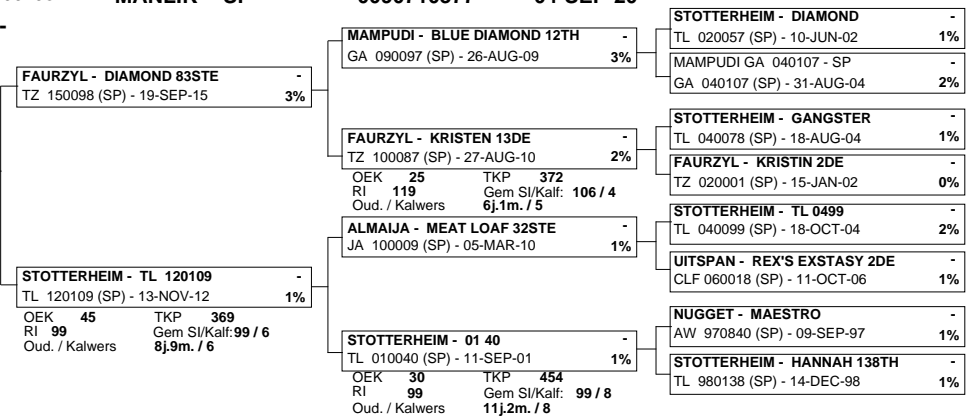 MANLIK - SP
-
FAURZYL - DIAMOND 83STE -
TZ 150098 (SP) - 19-SEP-15 3%
STOTTERHEIM - TL 120109 -
TL 120109 (SP) - 13-NOV-12 1%
OEK 45 TKP 369
RI 99 Gem SI/Kalf: 99 / 6
Oud. / Kalwers 8j.9m. / 6
MAMPUDI - BLUE DIAMOND 12TH -
GA 090097 (SP) - 26-AUG-09 3%
FAURZYL - KRISTEN 13DE -
TZ 100087 (SP) - 27-AUG-10 2%
OEK 25 TKP 372
RI 119 Gem SI/Kalf: 106 / 4
Oud. / Kalwers 6j.1m. / 5
ALMAIJA - MEAT LOAF 32STE -
JA 100009 (SP) - 05-MAR-10 1%
STOTTERHEIM - 01 40 -
TL 010040 (SP) - 11-SEP-01 1%
OEK 30 TKP 454
RI 99 Gem SI/Kalf: 99 / 8
Oud. / Kalwers 11j.2m. / 8
STOTTERHEIM - DIAMOND -
TL 020057 (SP) - 10-JUN-02 1%
MAMPUDI GA 040107 - SP -
GA 040107 (SP) - 31-AUG-04 2%
STOTTERHEIM - GANGSTER -
TL 040078 (SP) - 18-AUG-04 1%
FAURZYL - KRISTIN 2DE -
TZ 020001 (SP) - 15-JAN-02 0%
STOTTERHEIM - TL 0499 -
TL 040099 (SP) - 18-OCT-04 2%
UITSPAN - REX'S EXSTASY 2DE -
CLF 060018 (SP) - 11-OCT-06 1%
NUGGET - MAESTRO -
AW 970840 (SP) - 09-SEP-97 1%
STOTTERHEIM - HANNAH 138TH -
TL 980138 (SP) - 14-DEC-98 1%